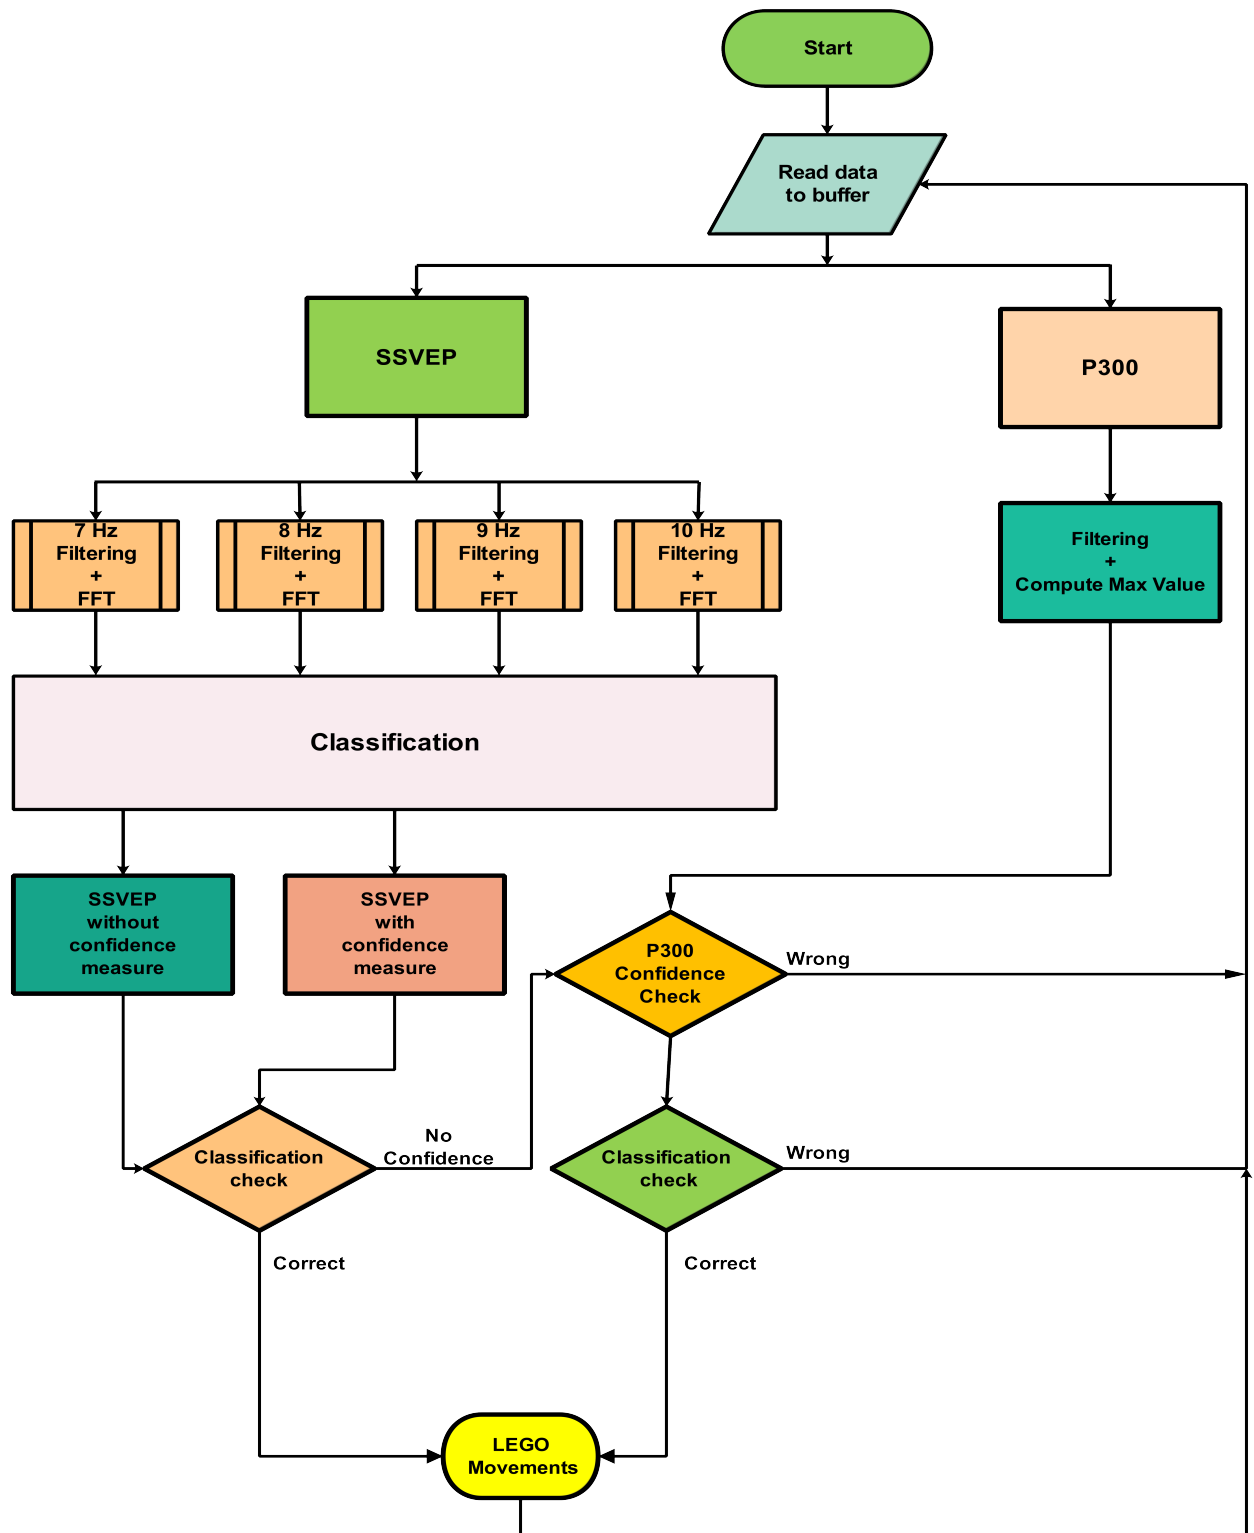 Start
Read data
to buffer
SSVEP
P300
7 Hz
Filtering
+
FFT
8 Hz
Filtering
+
FFT
9 Hz
Filtering
+
FFT
10 Hz
Filtering
+
FFT
Filtering
+
Compute Max Value
Classification
SSVEP
without
confidence
measure
SSVEP
with
confidence
measure
P300
Confidence
Check
Wrong
Classification
check
No
Confidence
Classification
check
Wrong
Correct
Correct
LEGO
Movements